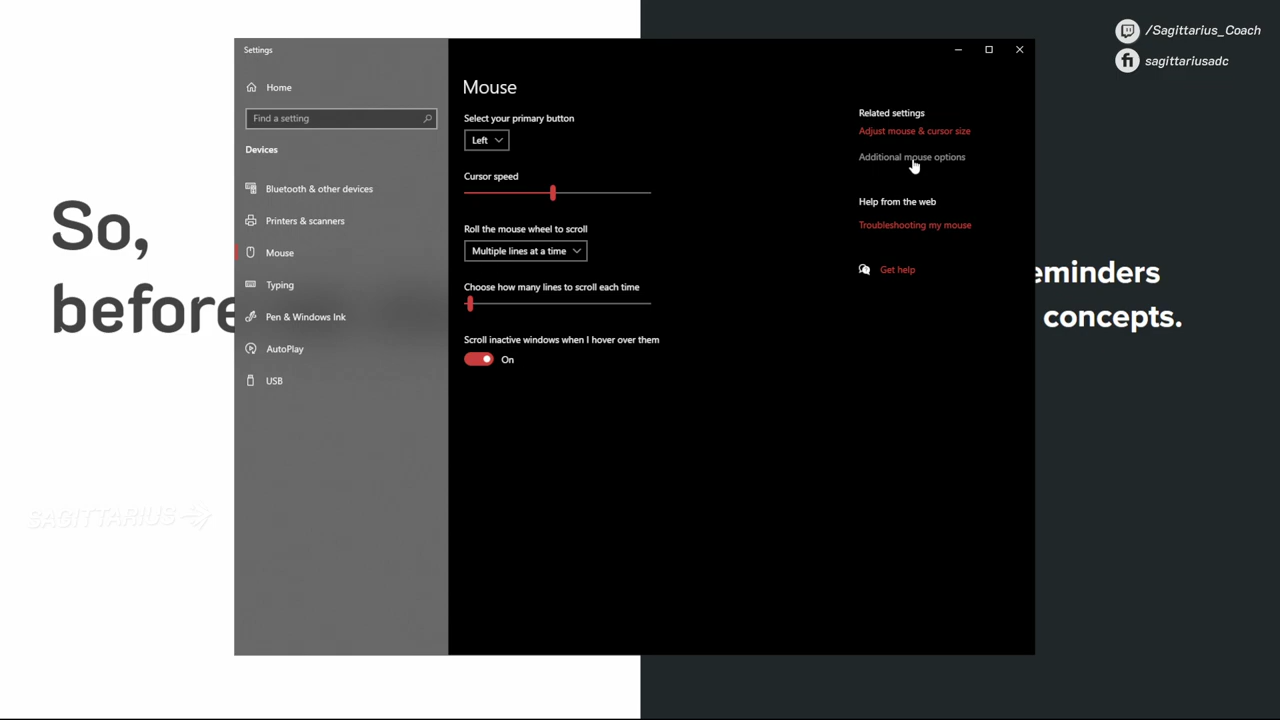 /Sagittarius_Coach
sagittariusadc
So,
before
eminders
concepts.
SAGITTARIUS
Settings
Home
Find a setting
Devices
Bluetooth & other devices
Printers & scanners
Mouse
Typing
Pen & Windows Ink
AutoPlay
USB
Mouse
Select your primary button
Left
Cursor speed
Roll the mouse wheel to scroll
Multiple lines at a time
Choose how many lines to scroll each time
Scroll inactive windows when I hover over them
On
Related settings
Adjust mouse & cursor size
Additional mouse options
Help from the web
Troubleshooting my mouse
Get help